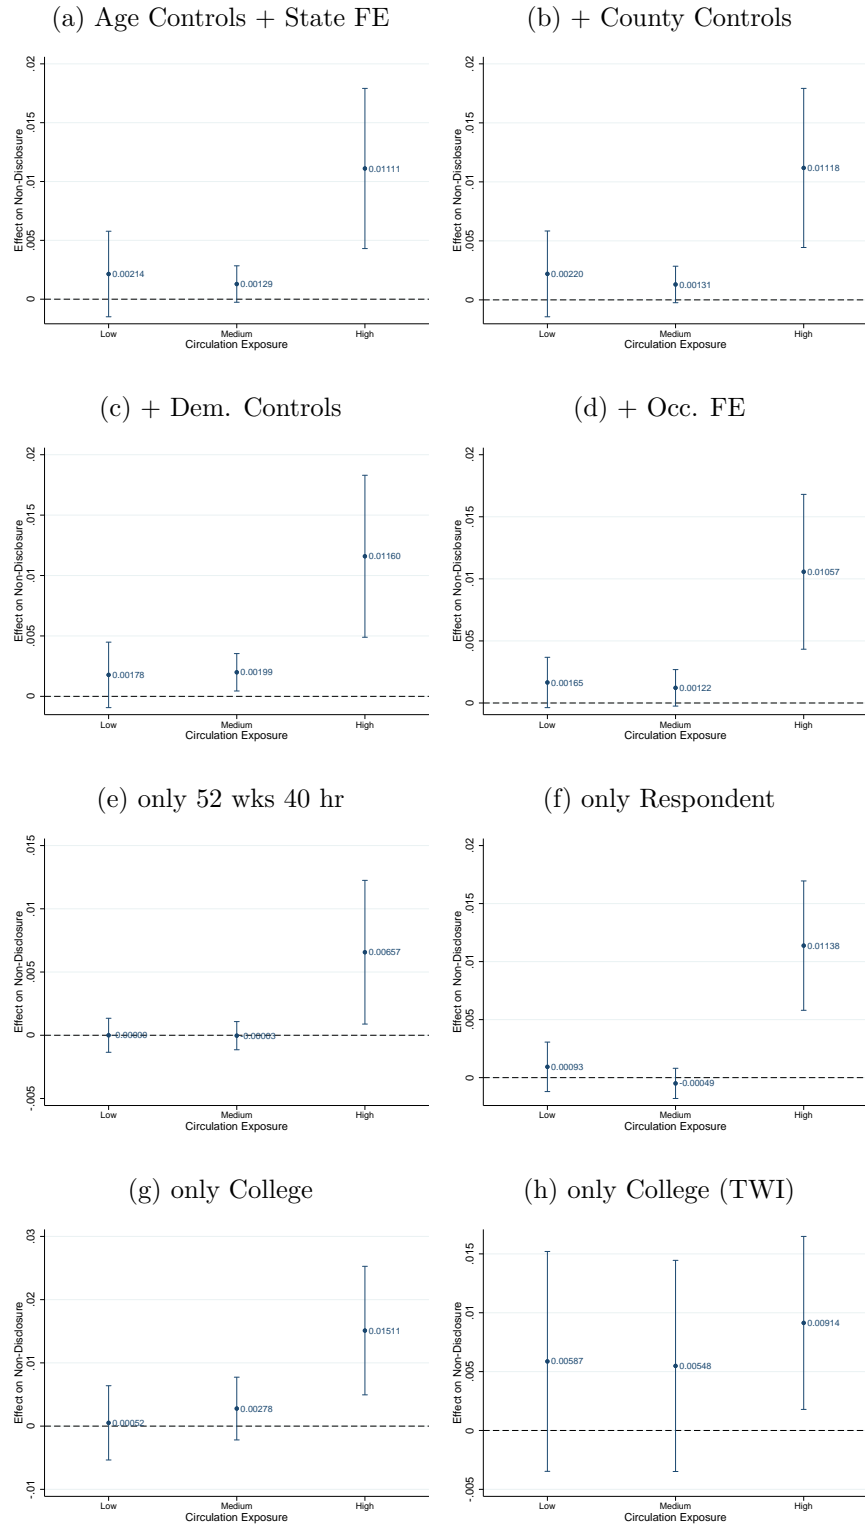 (a) Age Controls + State FE
(b) + County Controls
Effect on Non-Disclosure
0 .005 .01 .015 .02
0.00214
0.00129
0.01111
Low Medium High
Circulation Exposure
Effect on Non-Disclosure
0 .005 .01 .015 .02
0.00220
0.00131
0.01118
Low Medium High
Circulation Exposure
(c) + Dem. Controls
(d) + Occ. FE
Effect on Non-Disclosure
0 .005 .01 .015 .02
0.00178
0.00199
0.01160
Low Medium High
Circulation Exposure
Effect on Non-Disclosure
0 .005 .01 .015 .02
0.00165
0.00122
0.01057
Low Medium High
Circulation Exposure
(e) only 52 wks 40 hr
(f) only Respondent
Effect on Non-Disclosure
-.005 0 .005 .01 .015
0.00657
Low Medium High
Circulation Exposure
Effect on Non-Disclosure
0 .005 .01 .015 .02
0.00093
-0.00049
0.01138
Low Medium High
Circulation Exposure
(g) only College
(h) only College (TWI)
Effect on Non-Disclosure
-.01 0 .01 .02 .03
0.00052
0.00278
0.01511
Low Medium High
Circulation Exposure
Effect on Non-Disclosure
-.005 0 .005 .01 .015
0.00587
0.00548
0.00914
Low Medium High
Circulation Exposure